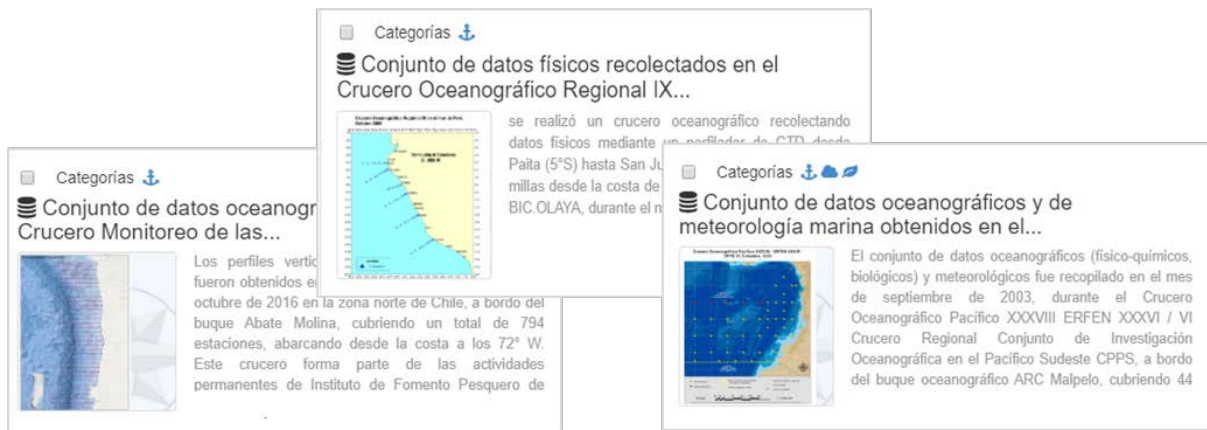 Categorías
Conjunto de datos físicos recolectados en el
Crucero Oceanográfico Regional IX...
se realizó un crucero oceanográfico recolectando
datos físicos mediante un perfilador de CTD desde
Paita (5°S) hasta San
millas desde la costa de
BIC.OLAYA, durante el
Categorías
Conjunto de datos
Crucero Monitoreo de las...
Los perfiles
fueron obtenidos
octubre de 2016 en la zona norte de Chile, a bordo del
buque Abate Molina, cubriendo un total de 794
estaciones, abarcando desde la costa a los 72° W.
Este crucero forma parte de las actividades
permanentes de Instituto de Fomento Pesquero de
Categorías
Conjunto de datos oceanográficos y de
meteorología marina obtenidos en el...
El conjunto de datos oceanográficos (físico-químicos,
biológicos) y meteorológicos fue recopilado en el mes
de septiembre de 2003, durante el Crucero
Oceanográfico Pacífico XXXVIII ERFEN XXXVI / VI
Crucero Regional Conjunto de Investigación
Oceanográfica en el Pacífico Sudeste CPPS, a bordo
del buque oceanográfico ARC Malpelo, cubriendo 44